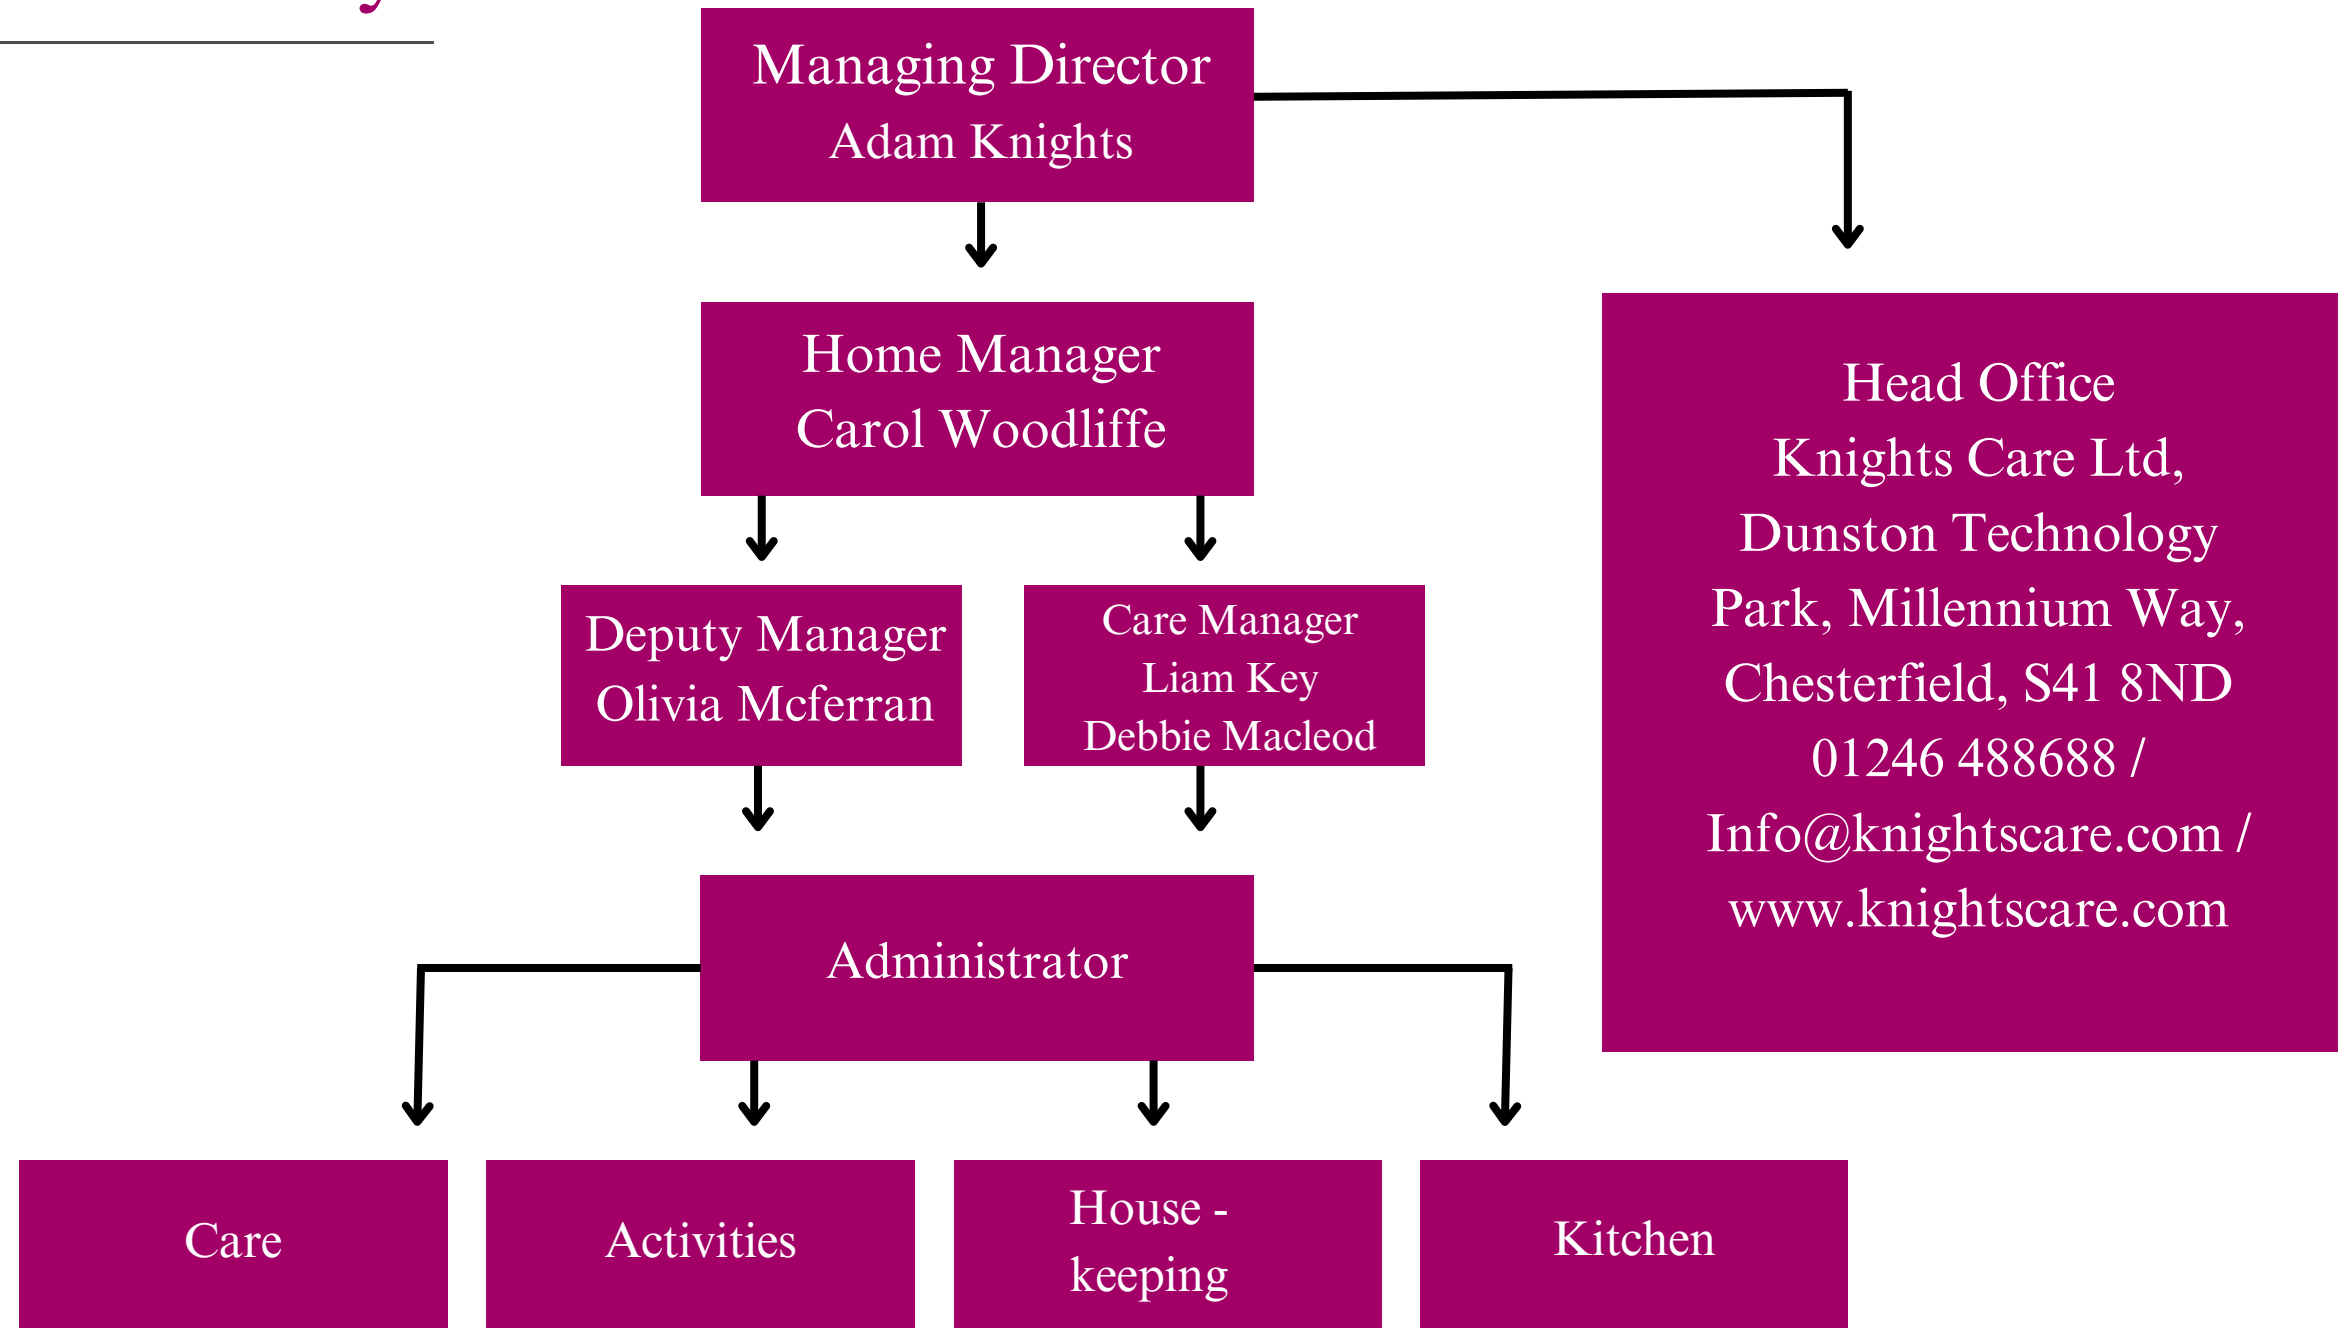 Managing Director
Adam Knights
Home Manager
Carol Woodliffe
Head Office
Knights Care Ltd,
Dunston Technology
Park, Millennium Way,
Chesterfield, S41 8ND
01246 488688 /
Info@knightscare.com /
www.knightscare.com
Deputy Manager
Olivia Mcferran
Care Manager
Liam Key
Debbie Macleod
Administrator
Care
Activities
House -
keeping
Kitchen